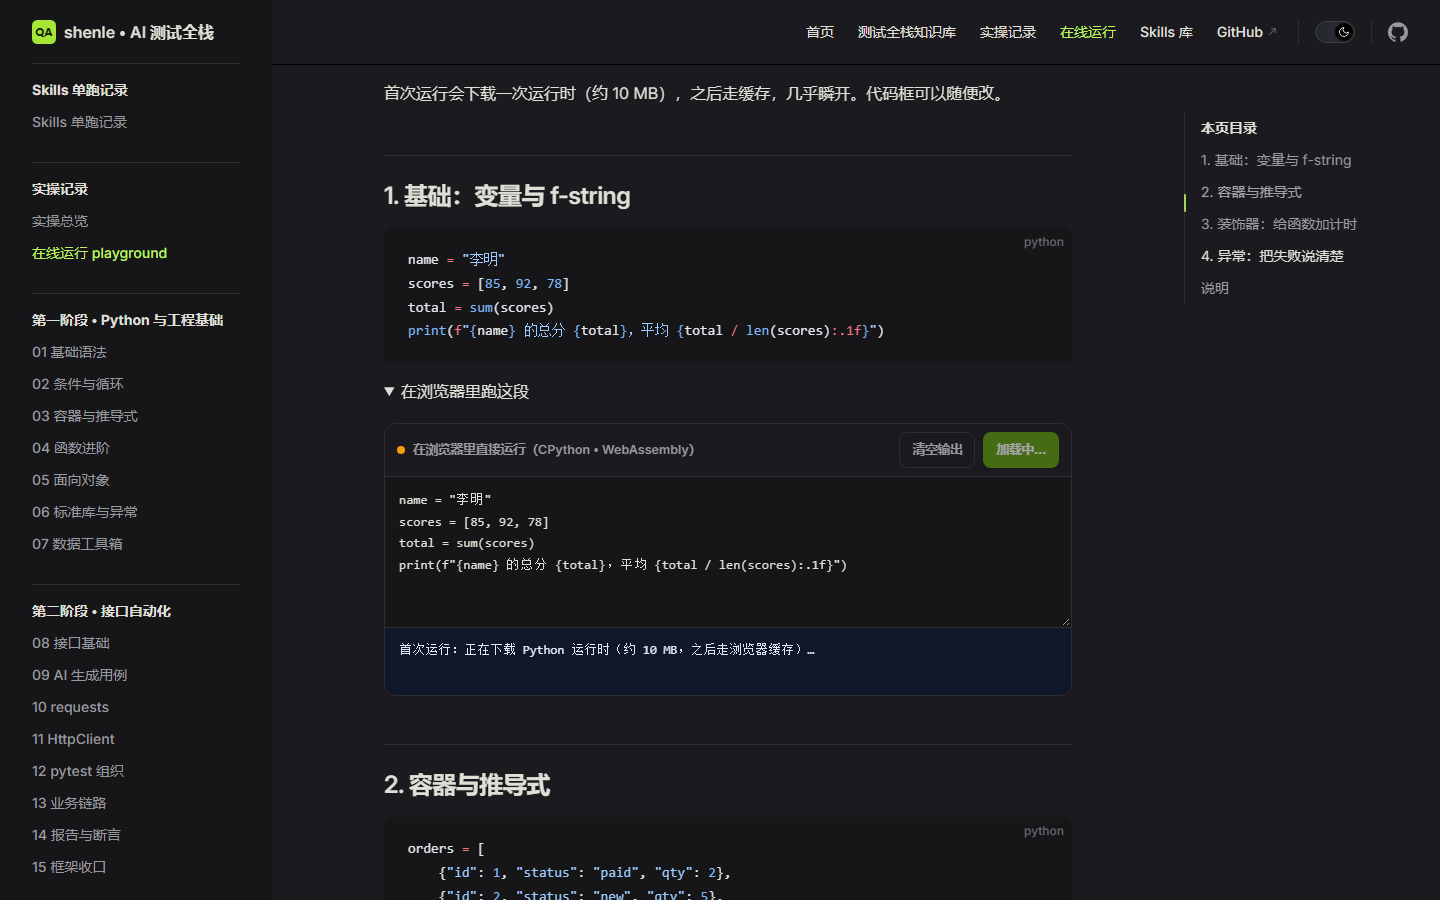 QA shenle • AI 测试全栈
首页 测试全栈知识库 实操记录 在线运行 Skills 库 GitHub
Skills 单跑记录
Skills 单跑记录
实操记录
实操总览
在线运行 playground
第一阶段 • Python 与工程基础
01 基础语法
02 条件与循环
03 容器与推导式
04 函数进阶
05 面向对象
06 标准库与异常
07 数据工具箱
第二阶段 • 接口自动化
08 接口基础
09 AI 生成用例
10 requests
11 HttpClient
12 pytest 组织
13 业务链路
14 报告与断言
15 框架收口
首次运行会下载一次运行时（约 10 MB），之后走缓存，几乎瞬开。代码框可以随便改。
1. 基础：变量与 f-string
python
name = "李明"
scores = [85, 92, 78]
total = sum(scores)
print(f"{name} 的总分 {total}，平均 {total / len(scores):.1f}")
▼ 在浏览器里跑这段
在浏览器里直接运行（CPython • WebAssembly）
清空输出
加载中…
name = "李明"
scores = [85, 92, 78]
total = sum(scores)
print(f"{name} 的总分 {total}，平均 {total / len(scores):.1f}")
首次运行：正在下载 Python 运行时（约 10 MB，之后走浏览器缓存）…
2. 容器与推导式
python
orders = [
{"id": 1, "status": "paid", "qty": 2},
{"id": 2, "status": "new", "qty": 5},
本页目录
1. 基础：变量与 f-string
2. 容器与推导式
3. 装饰器：给函数加计时
4. 异常：把失败说清楚
说明